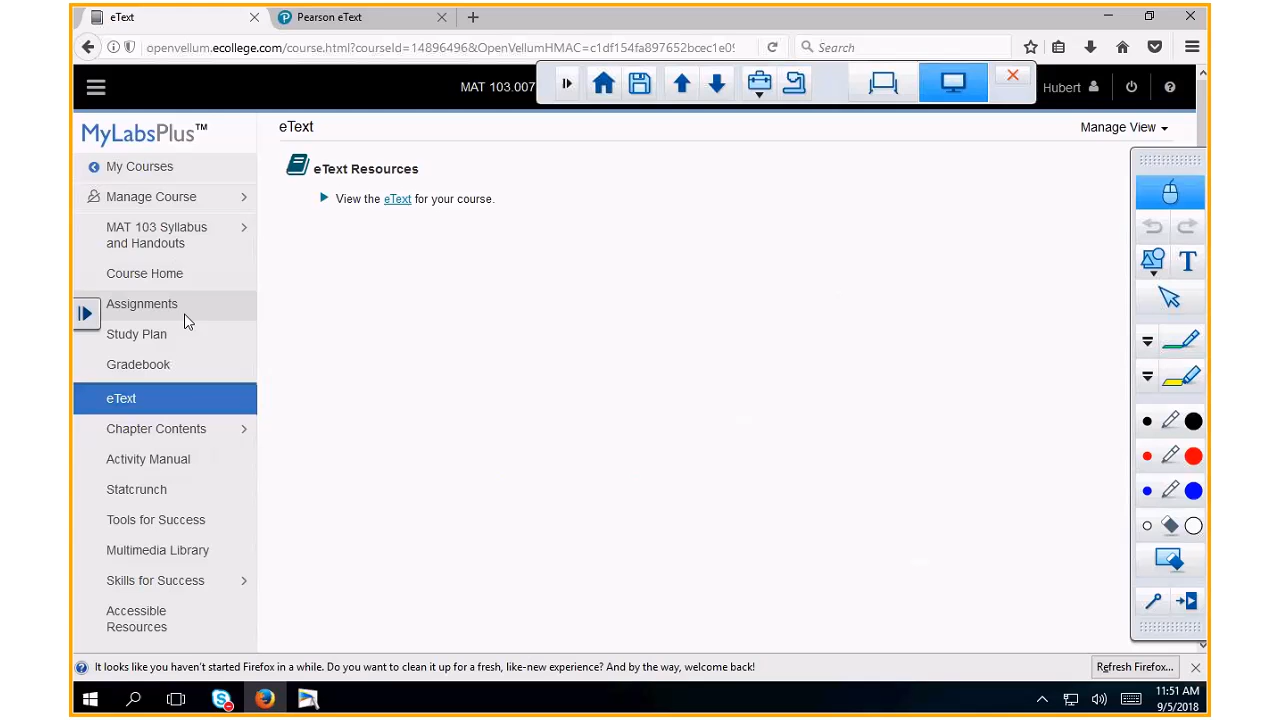 eText
Pearson eText
openvellum.ecollege.com/course.html?courseId=14896496&OpenVellumHMAC=c1df154fa897652bcec1e09
Search
MAT 103.007
Hubert
MyLabsPlus™
eText
Manage View
My Courses
Manage Course
MAT 103 Syllabus
and Handouts
Course Home
Assignments
Study Plan
Gradebook
eText
Chapter Contents
Activity Manual
Statcrunch
Tools for Success
Multimedia Library
Skills for Success
Accessible
Resources
eText Resources
View the eText for your course.
T
It looks like you haven't started Firefox in a while. Do you want to clean it up for a fresh, like-new experience? And by the way, welcome back!
Refresh Firefox...
11:51 AM
9/5/2018